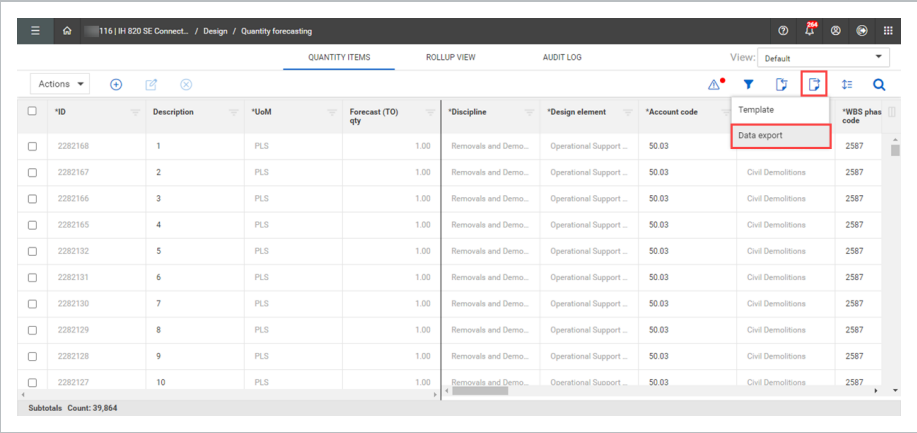 116 | IH 820 SE Connect... / Design / Quantity forecasting
264
QUANTITY ITEMS ROLLUP VIEW AUDIT LOG View: Default
Actions
Template
Data export
*ID Description *UoM Forecast (TO) qty *Discipline *Design element *Account code *WBS phas code
2282168 1 PLS 1.00 Removals and Demo... Operational Support ... 50.03 Civil Demolitions 2587
2282167 2 PLS 1.00 Removals and Demo... Operational Support ... 50.03 Civil Demolitions 2587
2282166 3 PLS 1.00 Removals and Demo... Operational Support ... 50.03 Civil Demolitions 2587
2282165 4 PLS 1.00 Removals and Demo... Operational Support ... 50.03 Civil Demolitions 2587
2282132 5 PLS 1.00 Removals and Demo... Operational Support ... 50.03 Civil Demolitions 2587
2282131 6 PLS 1.00 Removals and Demo... Operational Support ... 50.03 Civil Demolitions 2587
2282130 7 PLS 1.00 Removals and Demo... Operational Support ... 50.03 Civil Demolitions 2587
2282129 8 PLS 1.00 Removals and Demo... Operational Support ... 50.03 Civil Demolitions 2587
2282128 9 PLS 1.00 Removals and Demo... Operational Support ... 50.03 Civil Demolitions 2587
2282127 10 PLS 1.00 Removals and Demo... Operational Support ... 50.03 Civil Demolitions 2587
Subtotals Count: 39,864